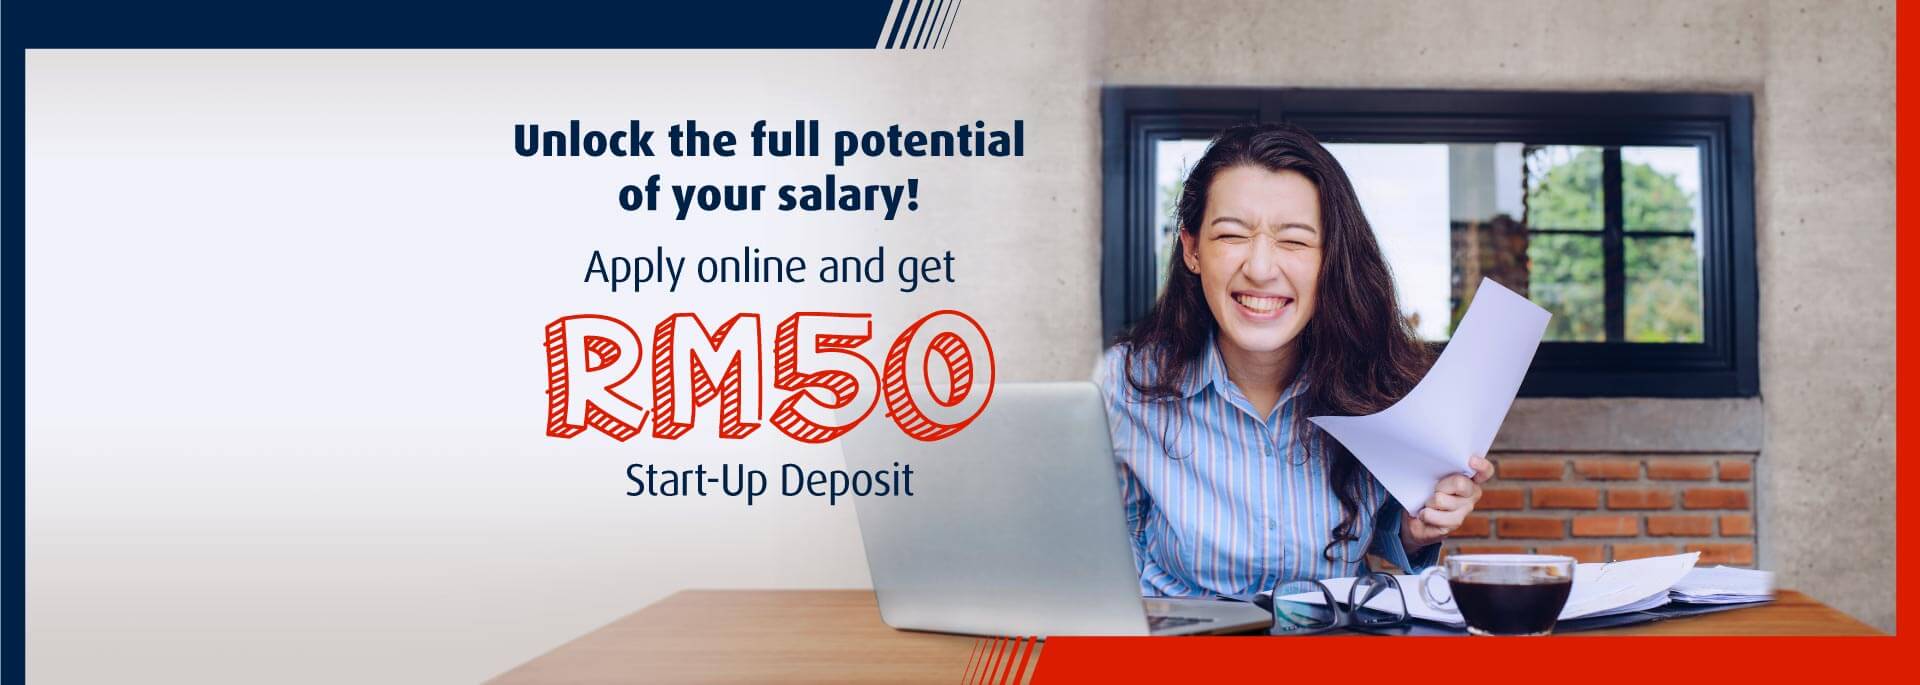 Unlock the full potential
of your salary!
Apply online and get
RM50
Start-Up Deposit